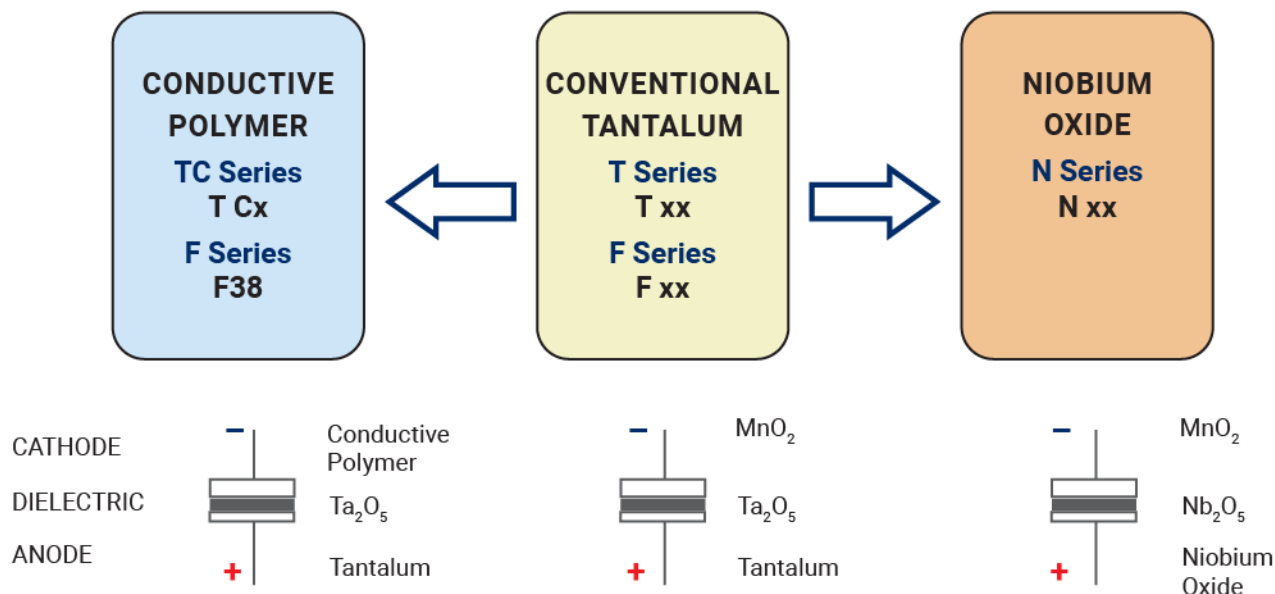 CONDUCTIVE
POLYMER
TC Series
T Cx
F Series
F38
CONVENTIONAL
TANTALUM
T Series
T xx
F Series
F xx
NIOBIUM
OXIDE
N Series
N xx
CATHODE
DIELECTRIC
ANODE
−
Conductive
Polymer
Ta₂O₅
+
Tantalum
−
MnO₂
Ta₂O₅
+
Tantalum
−
MnO₂
Nb₂O₅
+
Niobium
Oxide